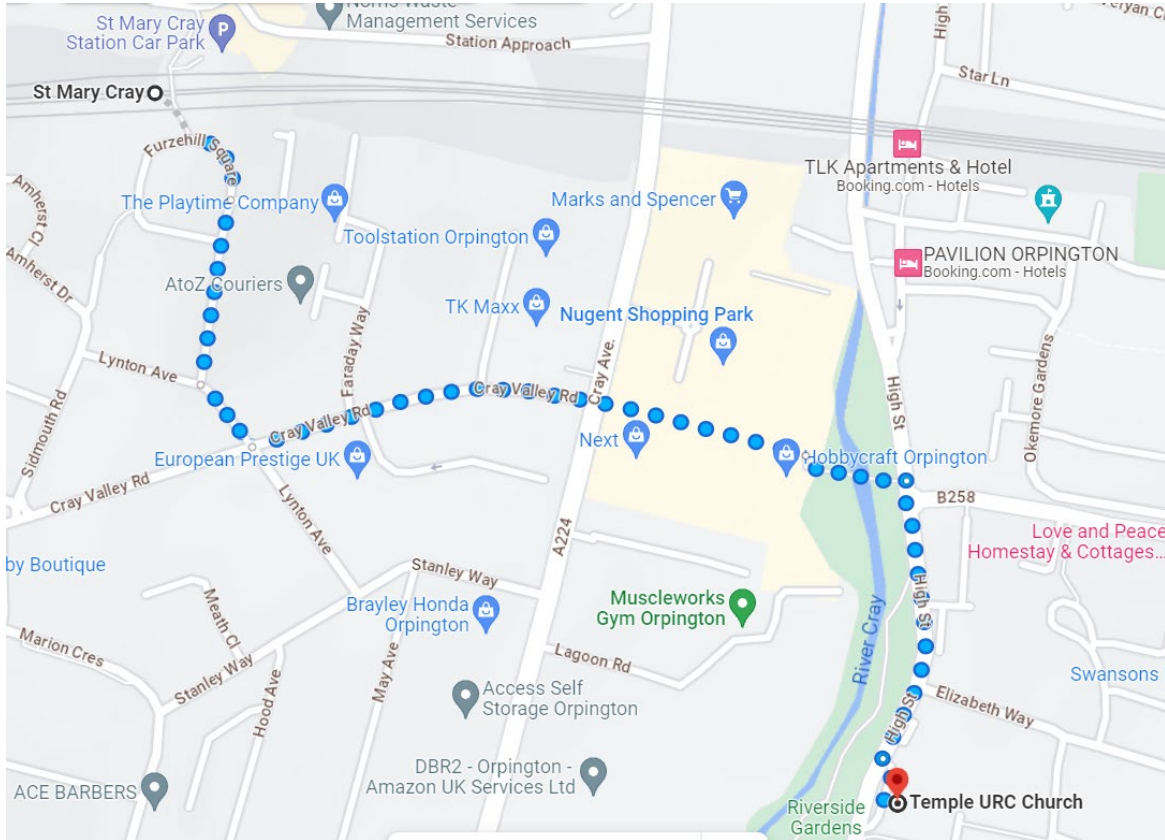 Norris Waste
Management Services
St Mary Cray
Station Car Park
P
Station Approach
High
Star Ln
St Mary Cray
Furzehill Square
TLK Apartments & Hotel
Booking.com - Hotels
Amherst Cl
The Playtime Company
Marks and Spencer
Toolstation Orpington
PAVILION ORPINGTON
Booking.com - Hotels
Amherst Dr
AtoZ Couriers
TK Maxx
Nugent Shopping Park
Faraday Way
Cray Ave.
Okemore Gardens
Lynton Ave
High St
Sidmouth Rd
Cray Valley Rd
Cray Valley Rd
Next
Hobbycraft Orpington
European Prestige UK
Cray Valley Rd
B258
Lynton Ave
A224
Love and Peace
Homestay & Cottages...
by Boutique
Stanley Way
High St
Meath Cl
Brayley Honda
Orpington
Muscleworks
Gym Orpington
River Cray
Marion Cres
Lagoon Rd
Stanley Way
Hood Ave
May Ave
Swansons
Access Self
Storage Orpington
High St
Elizabeth Way
DBR2 - Orpington -
Amazon UK Services Ltd
ACE BARBERS
Riverside
Gardens
Temple URC Church